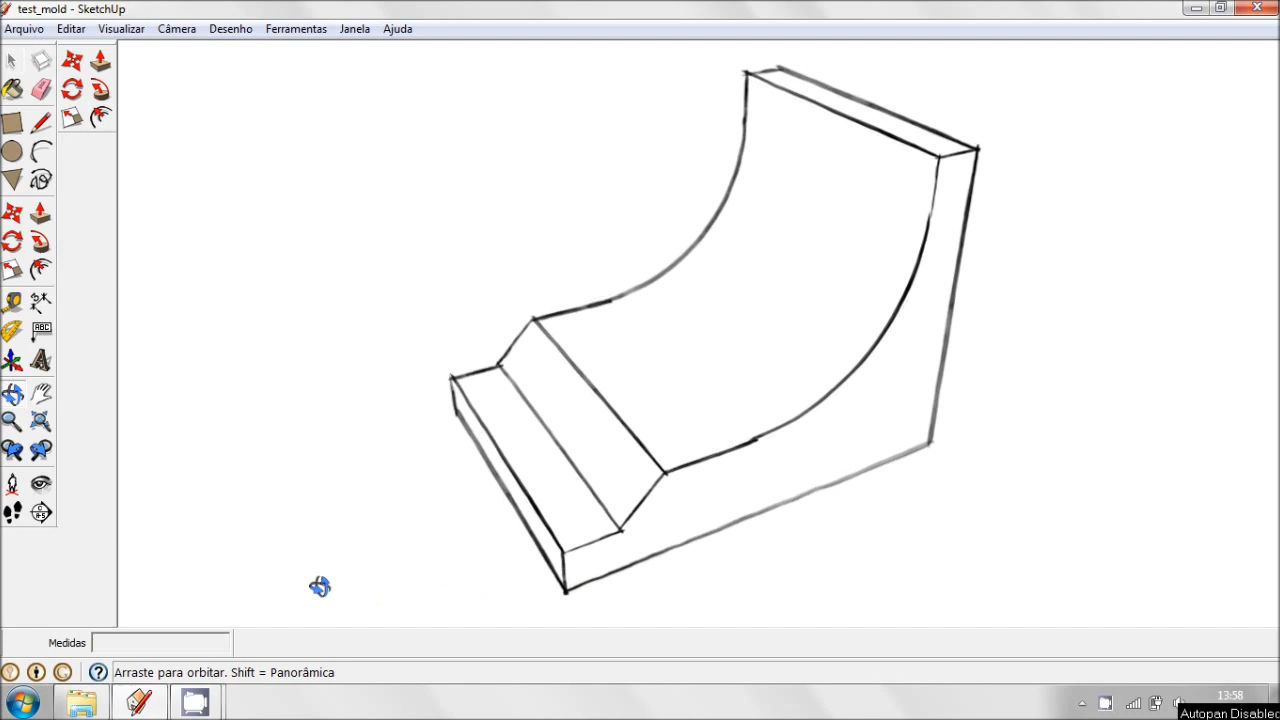 test_mold - SketchUp
Arquivo Editar Visualizar Câmera Desenho Ferramentas Janela Ajuda
ABC
A
Medidas
Arraste para orbitar. Shift = Panorâmica
13:58
Autopan Disabled